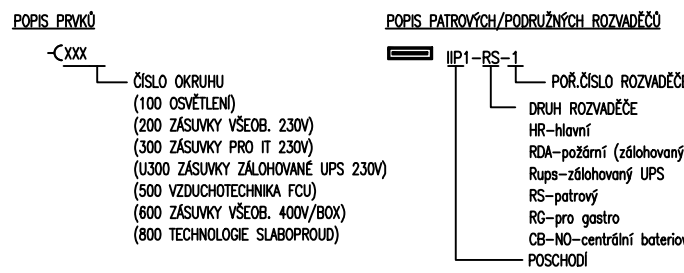 POPIS PRVKŮ
XXX
ČÍSLO OKRUHU
(100 OSVĚTLENÍ)
(200 ZÁSUVKY VŠEOB. 230V)
(300 ZÁSUVKY PRO IT 230V)
(U300 ZÁSUVKY ZÁLOHOVANÉ UPS 230V)
(500 VZDUCHOTECHNIKA FCU)
(600 ZÁSUVKY VŠEOB. 400V/BOX)
(800 TECHNOLOGIE SLABOPROUD)
POPIS PATROVÝCH/PODRUŽNÝCH ROZVADĚČŮ
IIP1-RS-1
POŘ.ČÍSLO ROZVADĚČE
DRUH ROZVADĚČE
HR-hlavní
RDA-požární (zálohovaný
Rups-zálohovaný UPS
RS-patrový
RG-pro gastro
CB-NO-centrální bateriov
POSCHODÍ